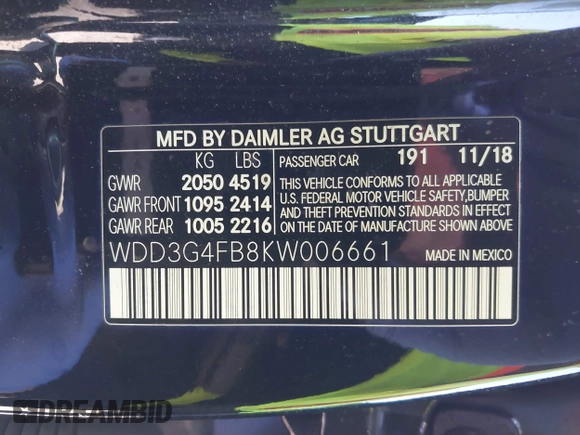 MFD BY DAIMLER AG STUTTGART
KG LBS PASSENGER CAR 191 11/18
GVWR 2050 4519
GAWR FRONT 1095 2414
GAWR REAR 1005 2216
THIS VEHICLE CONFORMS TO ALL APPLICABLE
U.S. FEDERAL MOTOR VEHICLE SAFETY, BUMPER
AND THEFT PREVENTION STANDARDS IN EFFECT
ON THE DATE OF MANUFACTURE SHOWN ABOVE
WDD3G4FB8KW006661 MADE IN MEXICO
DREAMBID